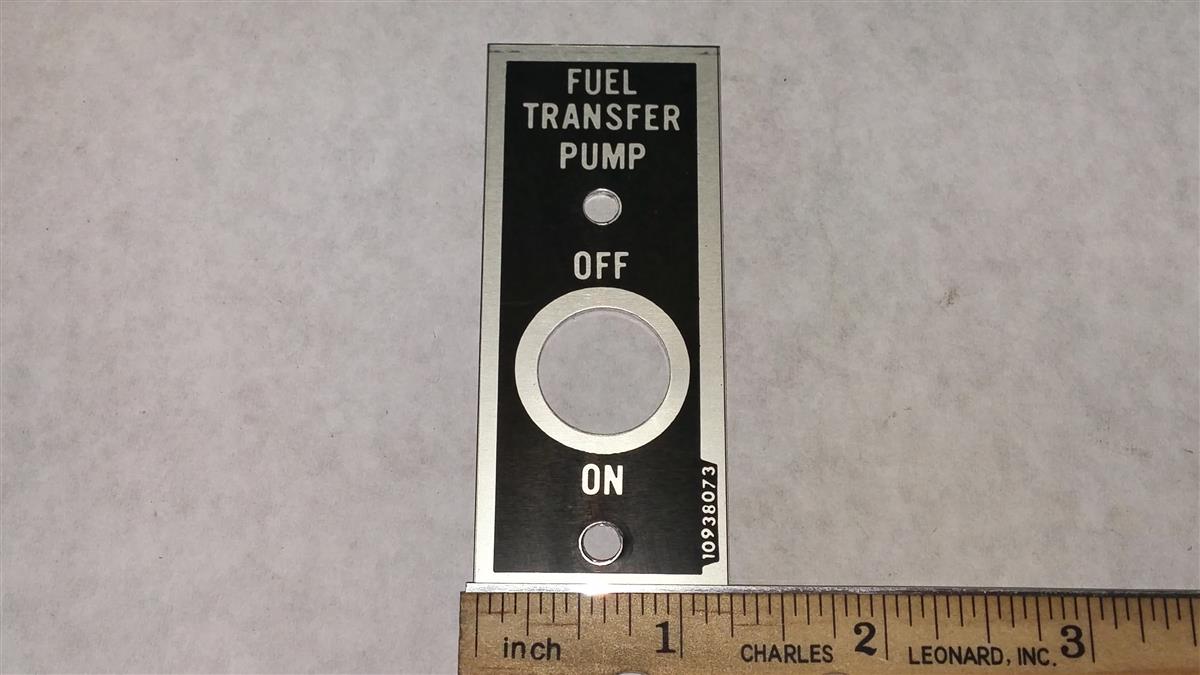 FUEL
TRANSFER
PUMP
OFF
ON
10938073
inch 1 CHARLES 2 LEONARD, INC. 3